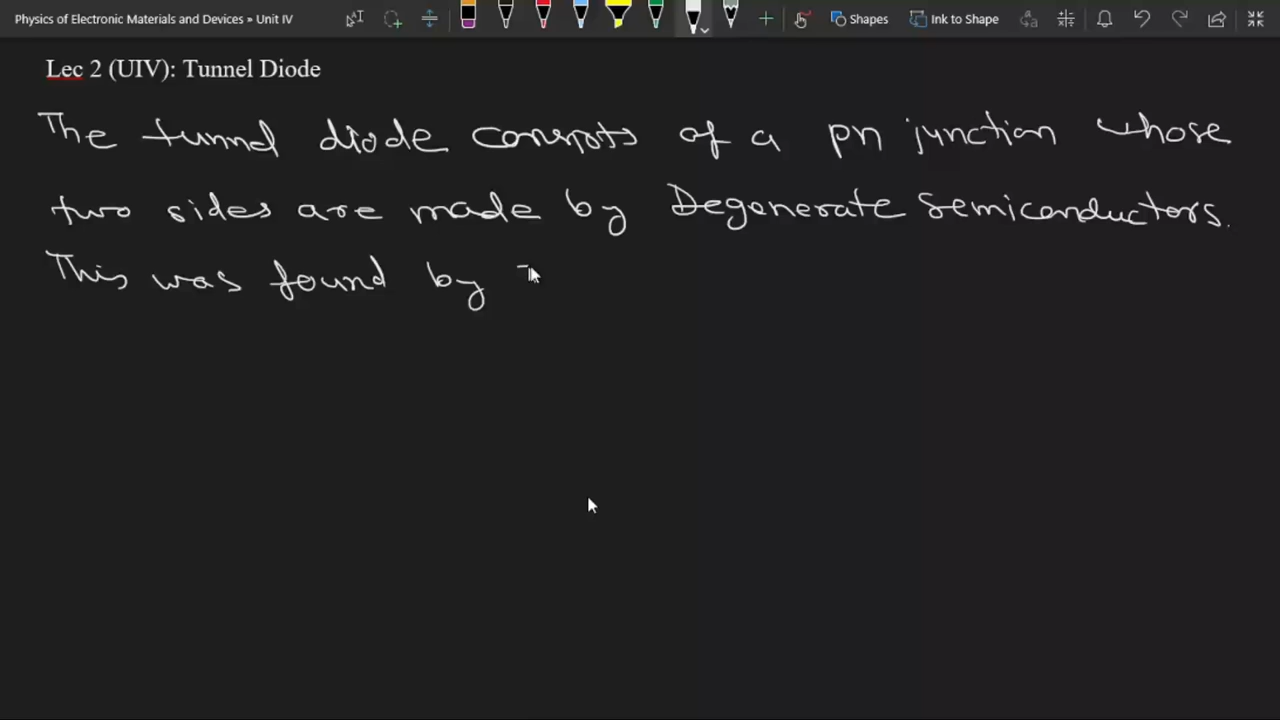 Physics of Electronic Materials and Devices » Unit IV
Shapes
Ink to Shape
Lec 2 (UIV): Tunnel Diode
The tunnel diode consists of a pn junction whose
two sides are made by Degenerate Semiconductors.
This was found by